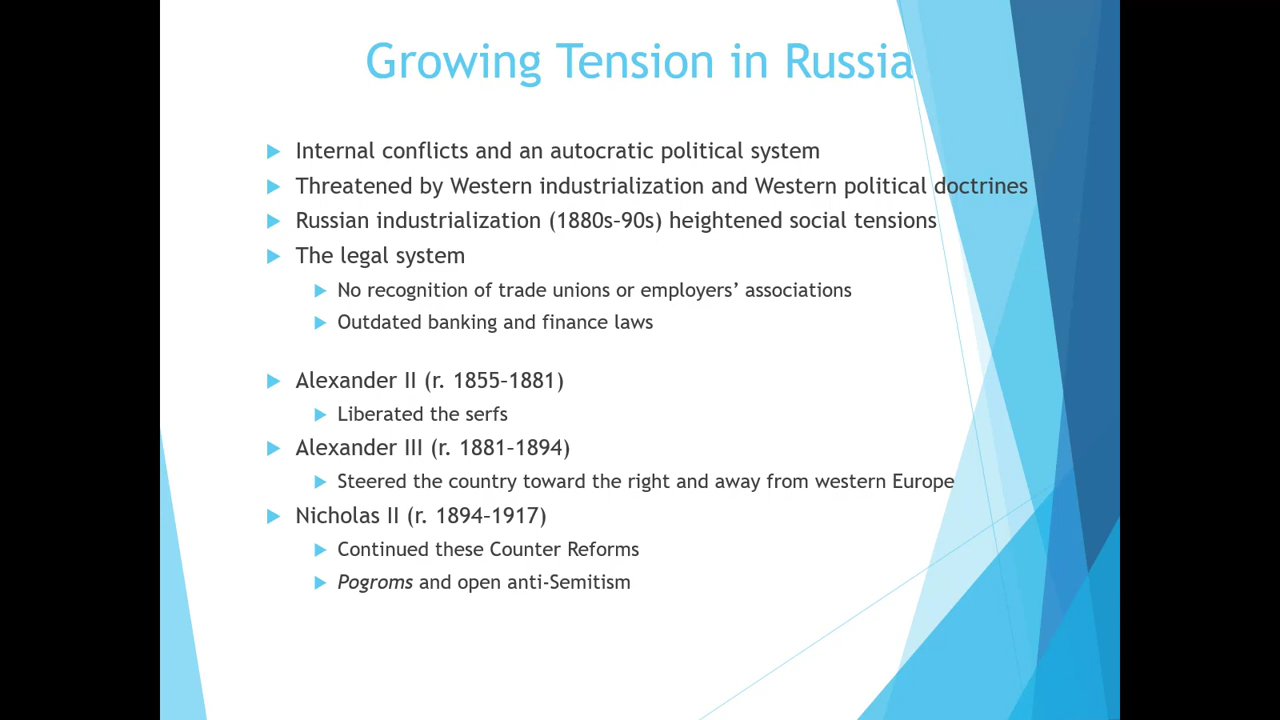 Growing Tension in Russia
Internal conflicts and an autocratic political system
Threatened by Western industrialization and Western political doctrines
Russian industrialization (1880s–90s) heightened social tensions
The legal system
No recognition of trade unions or employers’ associations
Outdated banking and finance laws
Alexander II (r. 1855–1881)
Liberated the serfs
Alexander III (r. 1881–1894)
Steered the country toward the right and away from western Europe
Nicholas II (r. 1894–1917)
Continued these Counter Reforms
Pogroms and open anti-Semitism